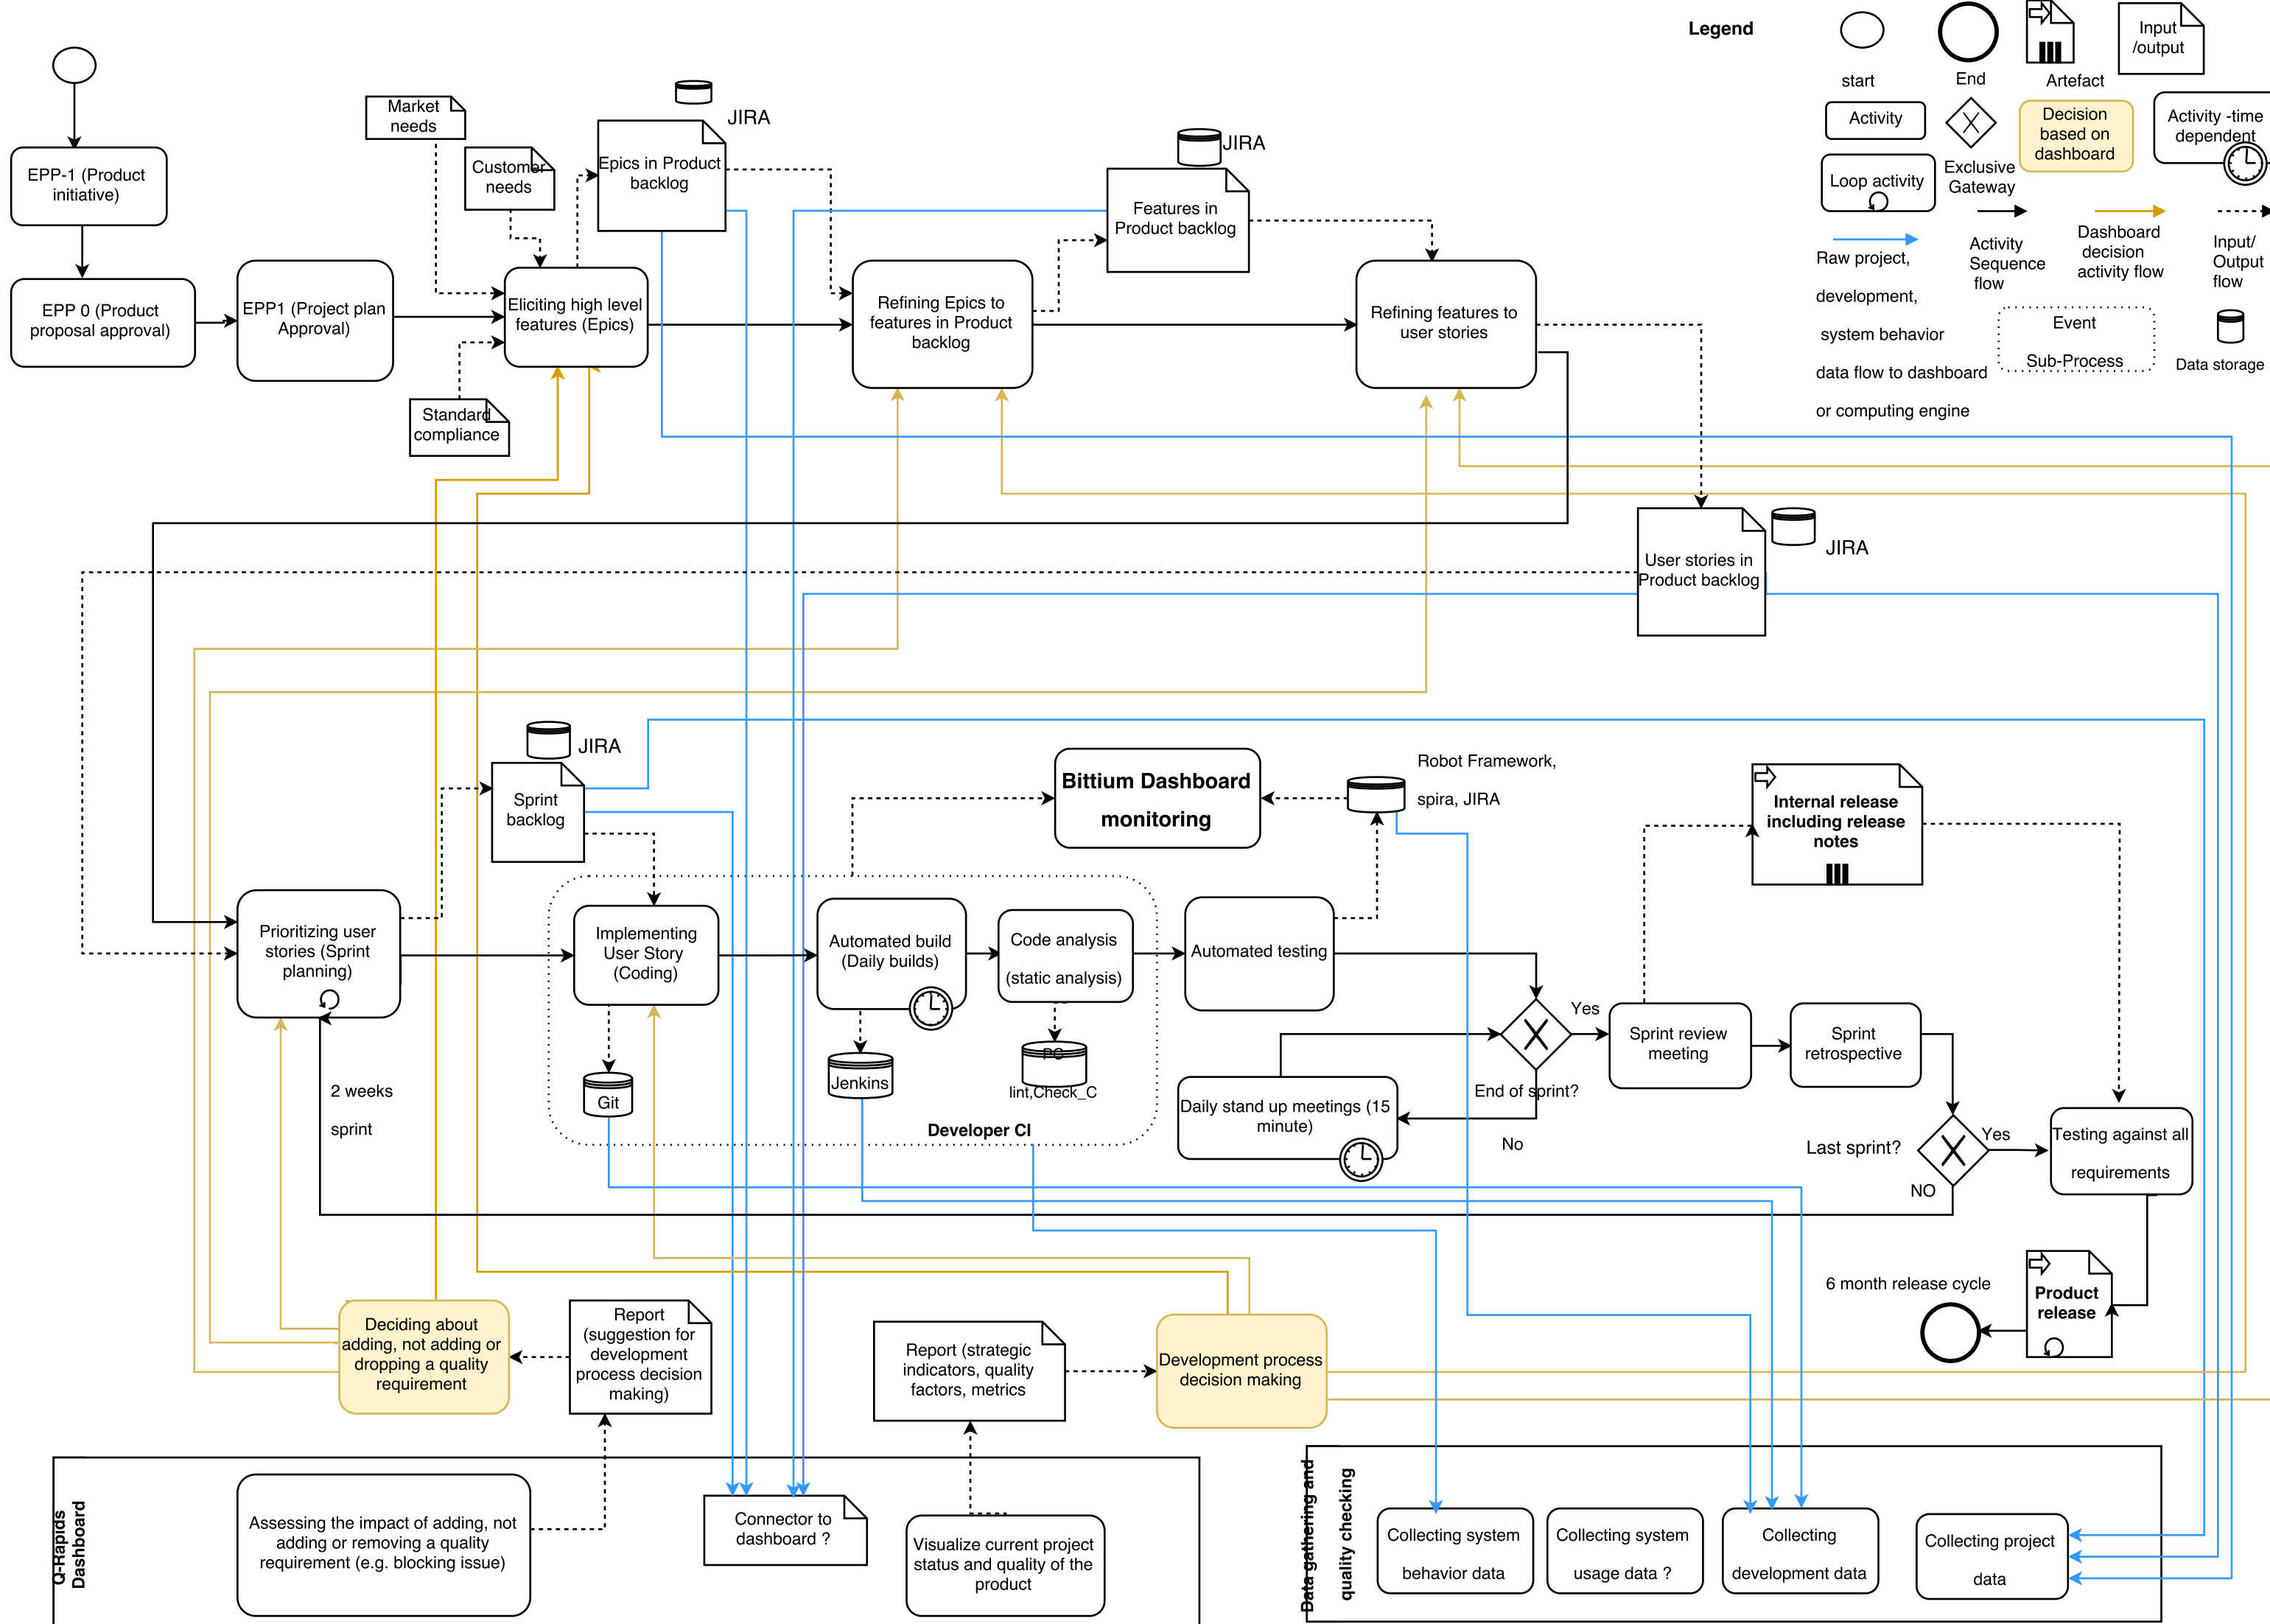 Legend
start
End
Artefact
Input
/output
Activity
Exclusive
Gateway
Decision
based on
dashboard
Activity -time
dependent
Loop activity
Raw project,
development,
system behavior
data flow to dashboard
or computing engine
Activity
Sequence
flow
Dashboard
decision
activity flow
Input/
Output
flow
Event
Sub-Process
Data storage
EPP-1 (Product
initiative)
EPP 0 (Product
proposal approval)
EPP1 (Project plan
Approval)
Market
needs
Customer
needs
Standard
compliance
Eliciting high level
features (Epics)
JIRA
Epics in Product
backlog
Refining Epics to
features in Product
backlog
JIRA
Features in
Product backlog
Refining features to
user stories
User stories in
Product backlog
JIRA
JIRA
Sprint
backlog
Bittium Dashboard
monitoring
Robot Framework,
spira, JIRA
Internal release
including release
notes
Prioritizing user
stories (Sprint
planning)
2 weeks
sprint
Implementing
User Story
(Coding)
Git
Automated build
(Daily builds)
Jenkins
Code analysis
(static analysis)
PC
lint,Check_C
Developer CI
Automated testing
Daily stand up meetings (15
minute)
End of sprint?
Yes
No
Sprint review
meeting
Sprint
retrospective
Last sprint?
Yes
NO
Testing against all
requirements
6 month release cycle
Product
release
Deciding about
adding, not adding or
dropping a quality
requirement
Report
(suggestion for
development
process decision
making)
Report (strategic
indicators, quality
factors, metrics
Development process
decision making
Q-Rapids
Dashboard
Assessing the impact of adding, not
adding or removing a quality
requirement (e.g. blocking issue)
Connector to
dashboard ?
Visualize current project
status and quality of the
product
Data gathering and
quality checking
Collecting system
behavior data
Collecting system
usage data ?
Collecting
development data
Collecting project
data